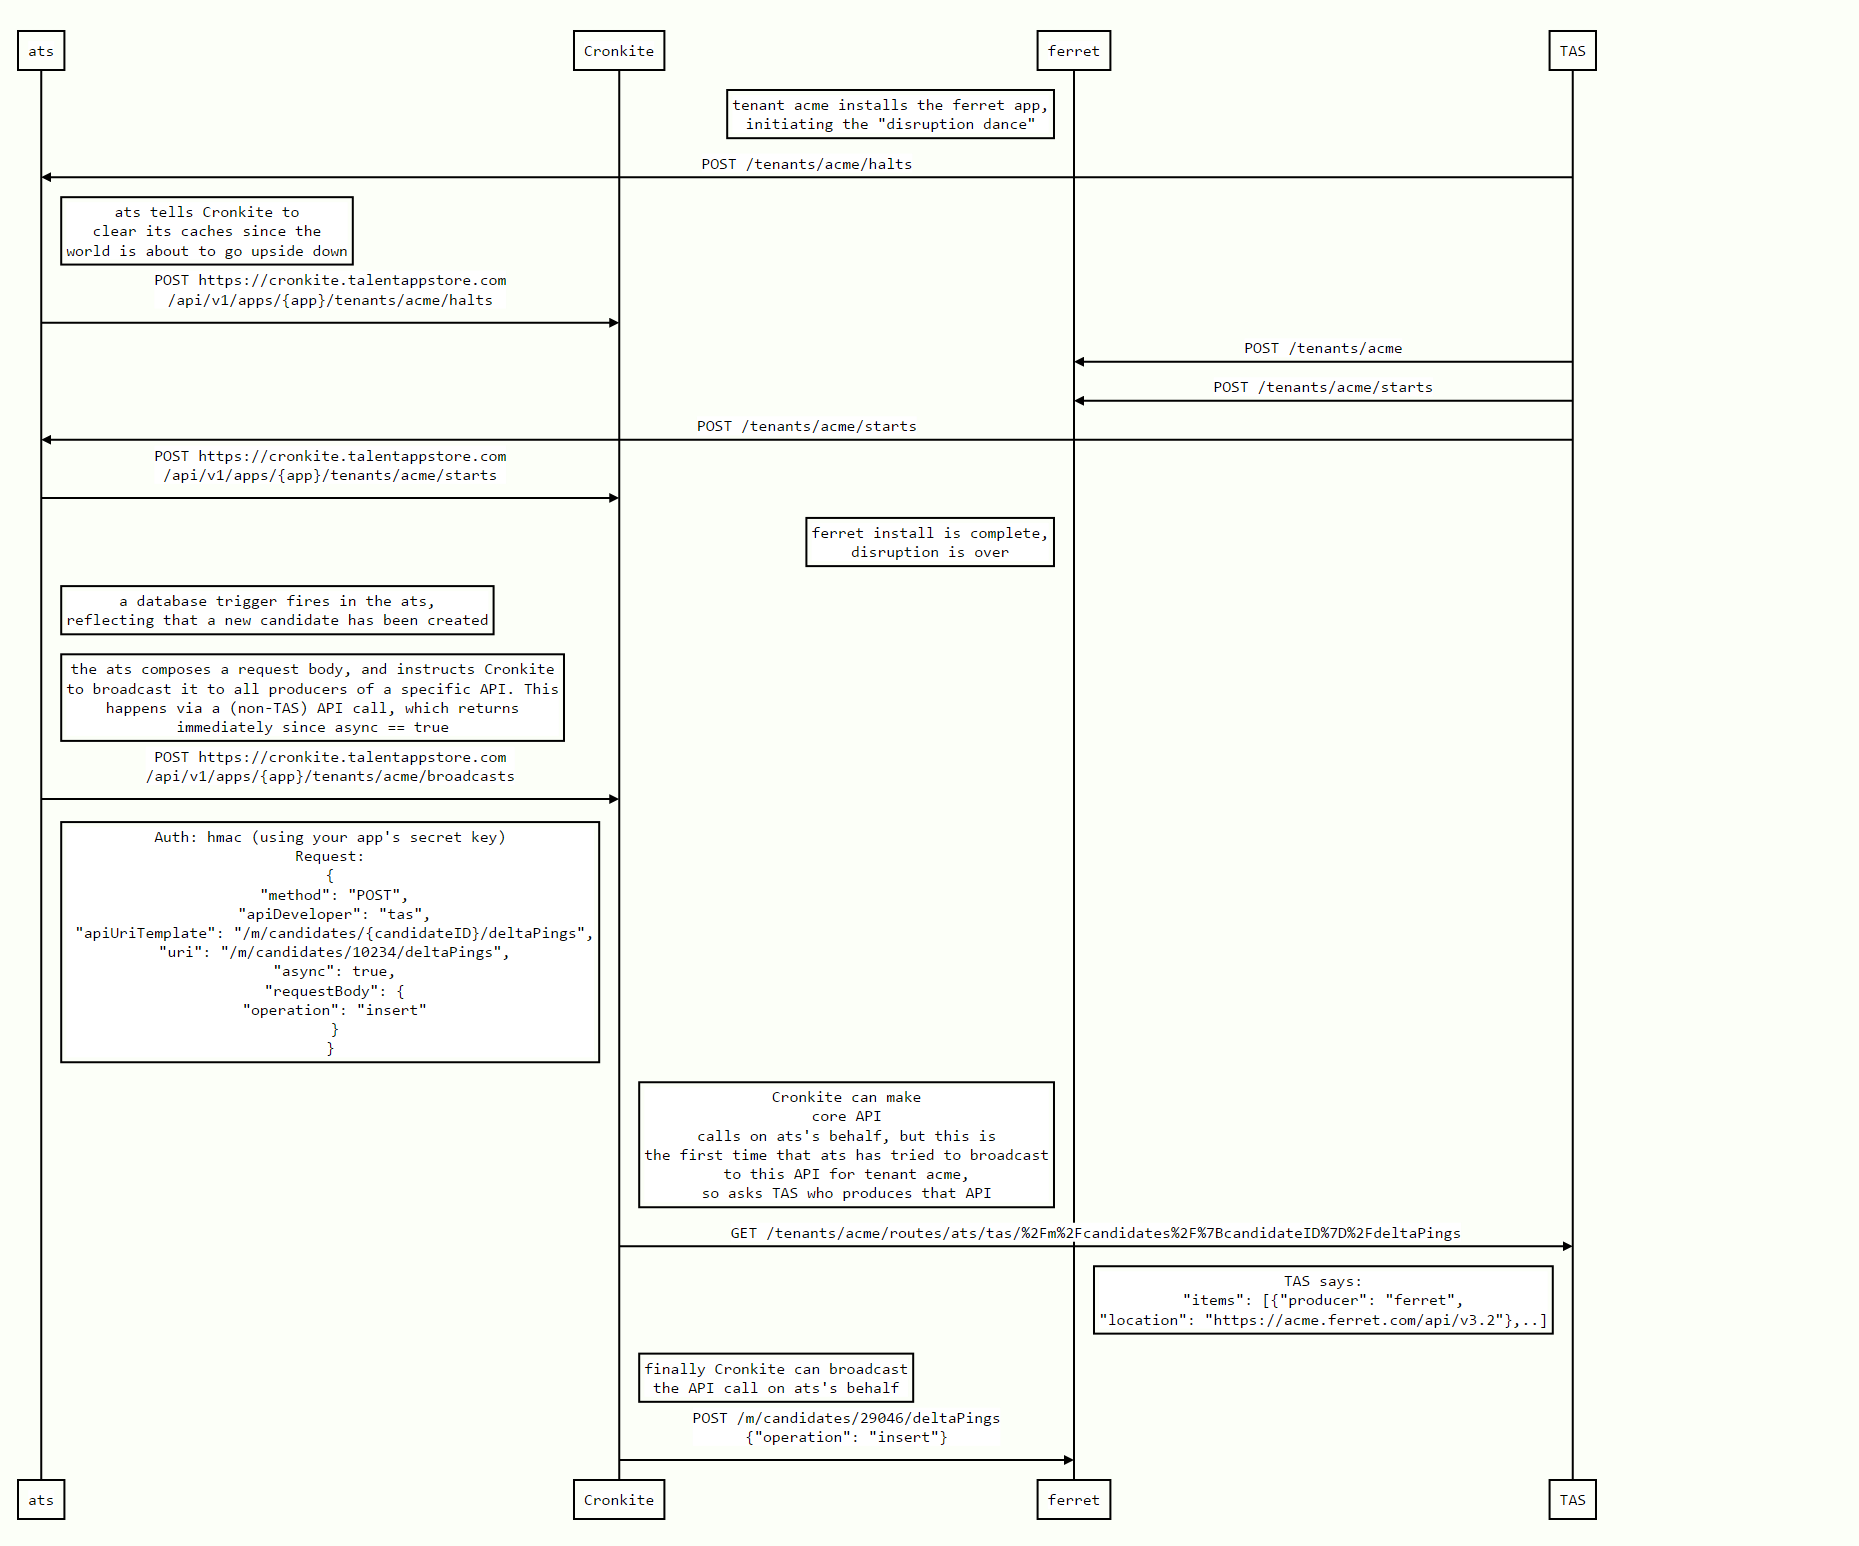 ats
Cronkite
ferret
TAS
tenant acme installs the ferret app,
initiating the "disruption dance"
POST /tenants/acme/halts
ats tells Cronkite to
clear its caches since the
world is about to go upside down
POST https://cronkite.talentappstore.com
/api/v1/apps/{app}/tenants/acme/halts
POST /tenants/acme
POST /tenants/acme/starts
POST /tenants/acme/starts
POST https://cronkite.talentappstore.com
/api/v1/apps/{app}/tenants/acme/starts
ferret install is complete,
disruption is over
a database trigger fires in the ats,
reflecting that a new candidate has been created
the ats composes a request body, and instructs Cronkite
to broadcast it to all producers of a specific API. This
happens via a (non-TAS) API call, which returns
immediately since async == true
POST https://cronkite.talentappstore.com
/api/v1/apps/{app}/tenants/acme/broadcasts
Auth: hmac (using your app's secret key)
Request:
{
"method": "POST",
"apiDeveloper": "tas",
"apiUriTemplate": "/m/candidates/{candidateID}/deltaPings",
"uri": "/m/candidates/10234/deltaPings",
"async": true,
"requestBody": {
"operation": "insert"
}
}
Cronkite can make
core API
calls on ats's behalf, but this is
the first time that ats has tried to broadcast
to this API for tenant acme,
so asks TAS who produces that API
GET /tenants/acme/routes/ats/tas/%2Fm%2Fcandidates%2F%7BcandidateID%7D%2FdeltaPings
TAS says:
"items": [{"producer": "ferret",
"location": "https://acme.ferret.com/api/v3.2"},..]
finally Cronkite can broadcast
the API call on ats's behalf
POST /m/candidates/29046/deltaPings
{"operation": "insert"}
ats
Cronkite
ferret
TAS